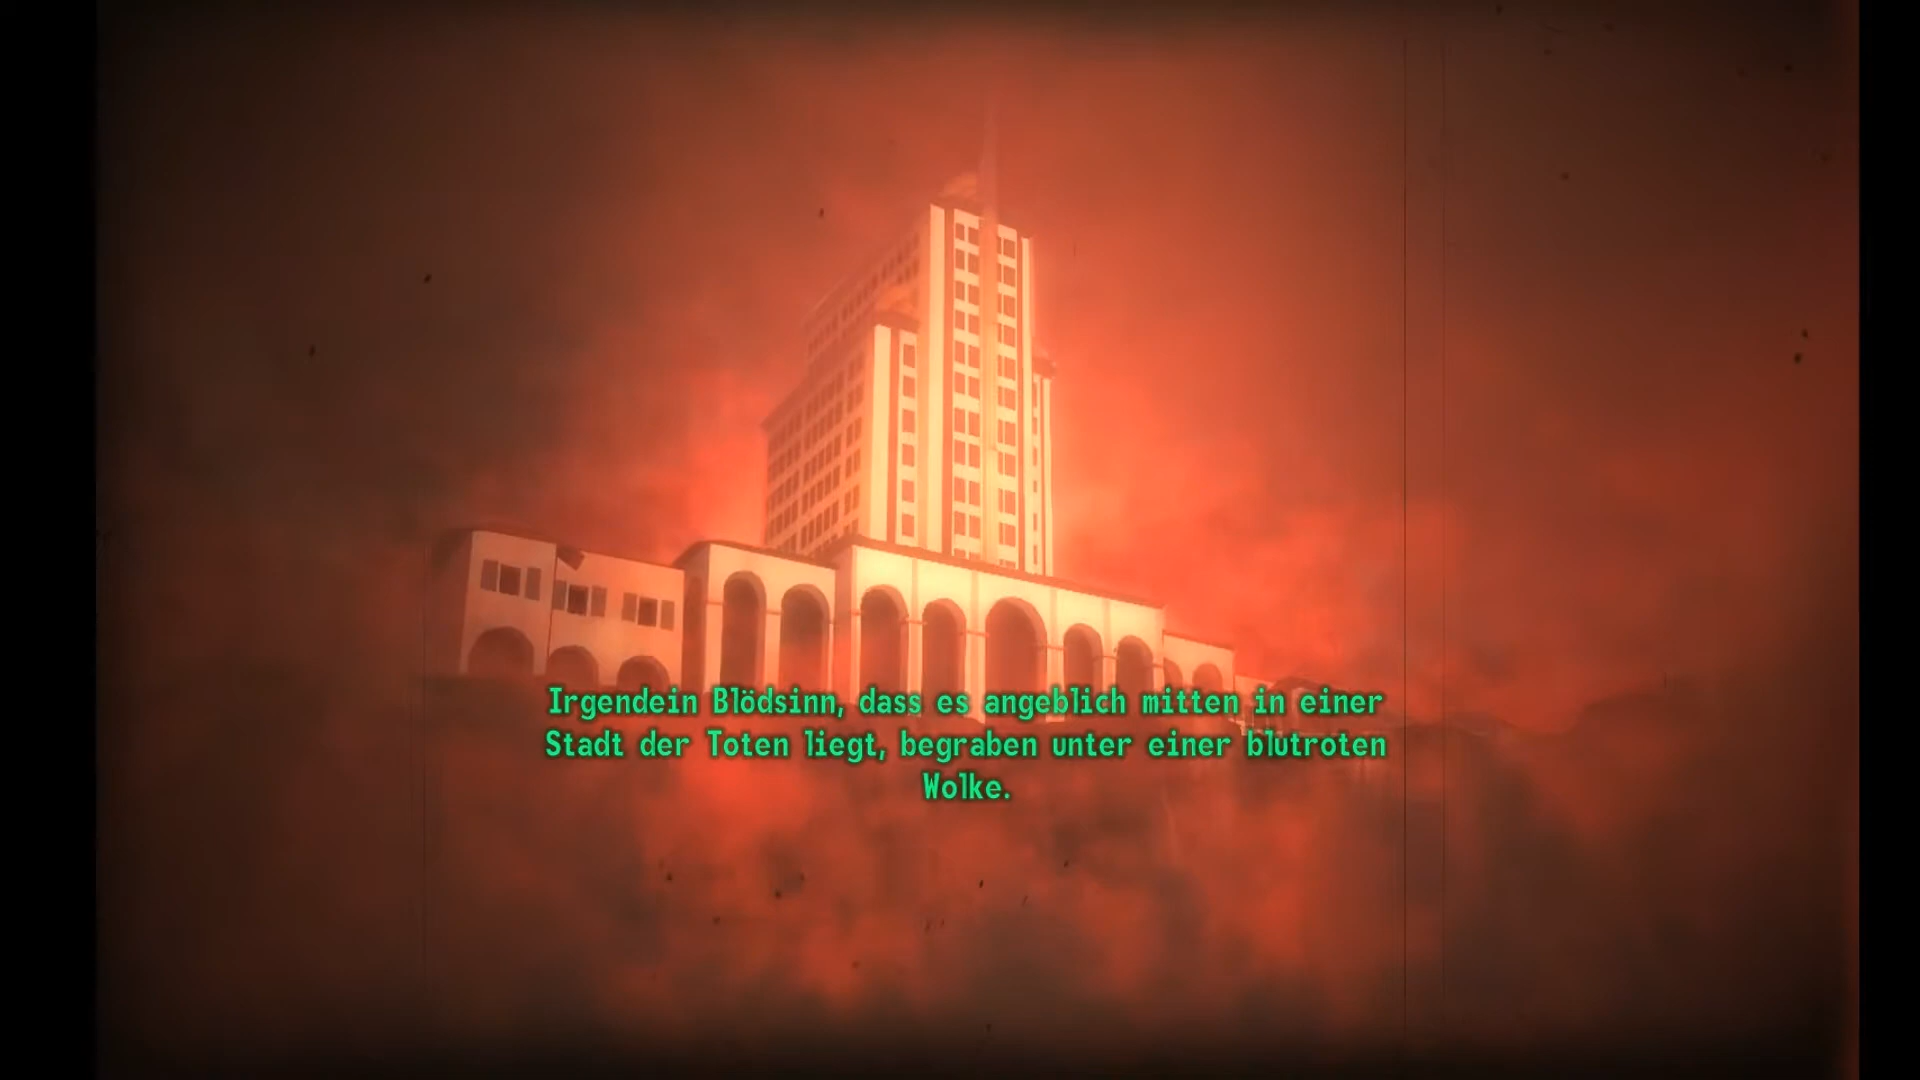 Irgendein Blödsinn, dass es angeblich mitten in einer
Stadt der Toten liegt, begraben unter einer blutroten
Wolke.